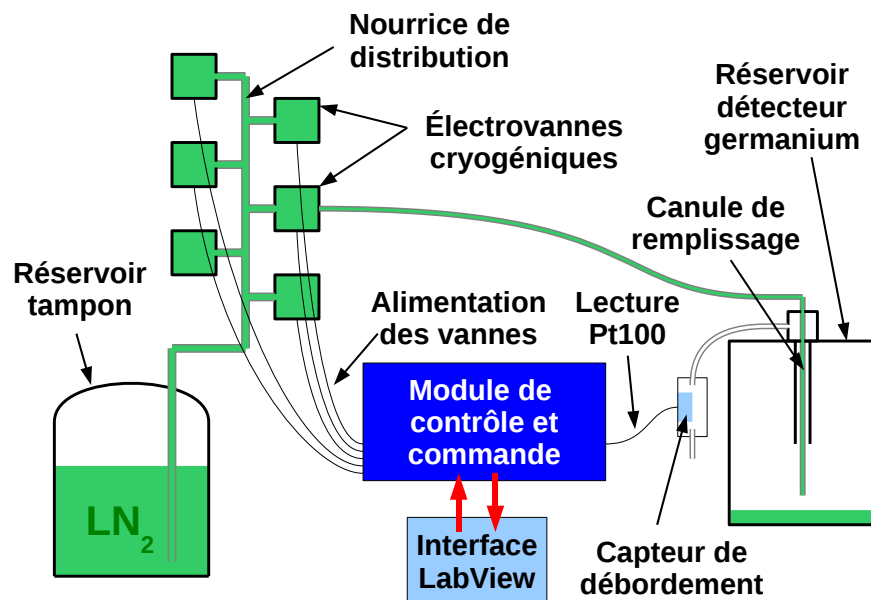 Nourrice de
distribution
Réservoir
détecteur
germanium
Électrovannes
cryogéniques
Canule de
remplissage
Réservoir
tampon
Alimentation
des vannes
Lecture
Pt100
Module de
contrôle et
commande
LN2
Interface
LabView
Capteur de
débordement